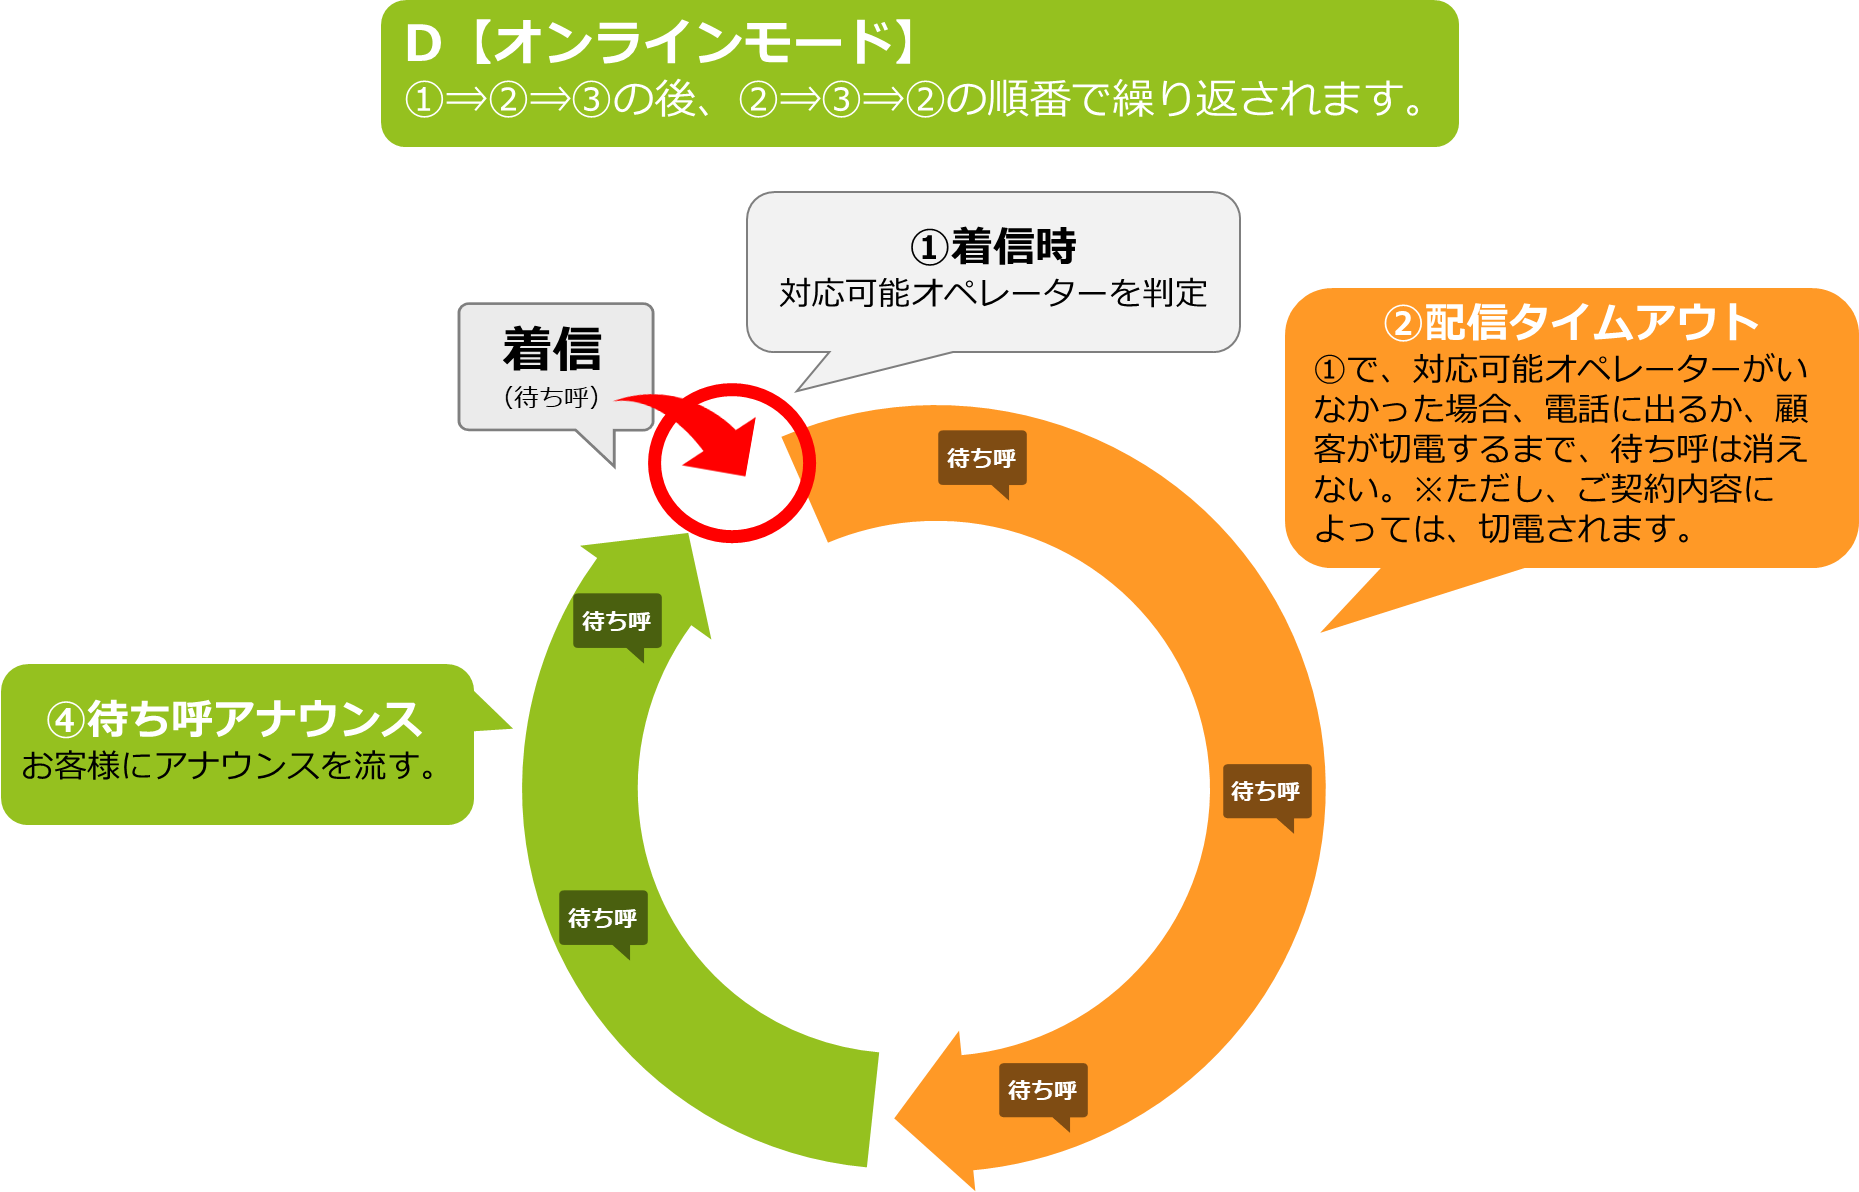 D【オンラインモード】
①⇒②⇒③の後、②⇒③⇒②の順番で繰り返されます。
①着信時
対応可能オペレーターを判定
着信
（待ち呼）
②配信タイムアウト
①で、対応可能オペレーターがい
なかった場合、電話に出るか、顧
客が切電するまで、待ち呼は消え
ない。※ただし、ご契約内容に
よっては、切電されます。
待ち呼
待ち呼
④待ち呼アナウンス
お客様にアナウンスを流す。
待ち呼
待ち呼
待ち呼